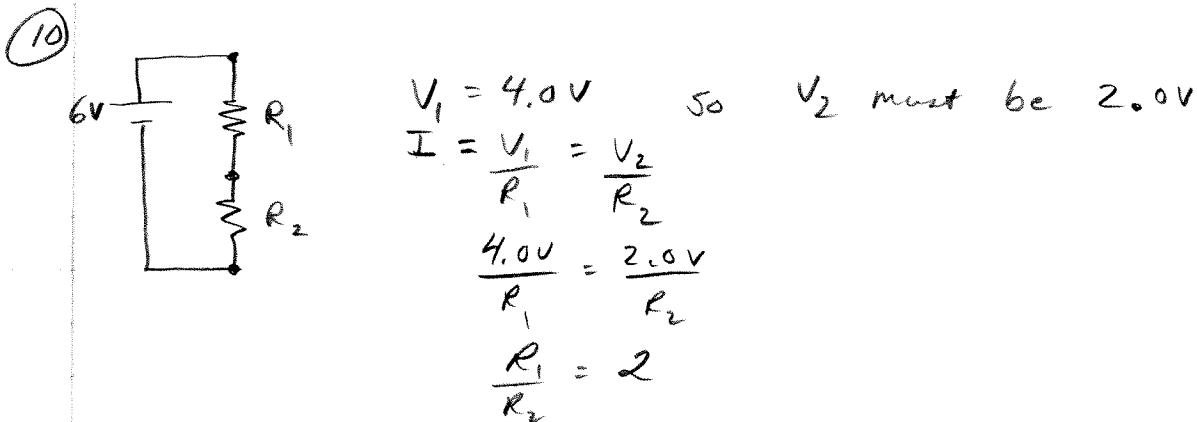 10
6V
R₁
R₂
V₁ = 4.0V so V₂ must be 2.0V
I = V₁/R₁ = V₂/R₂
4.0V/R₁ = 2.0V/R₂
R₁/R₂ = 2